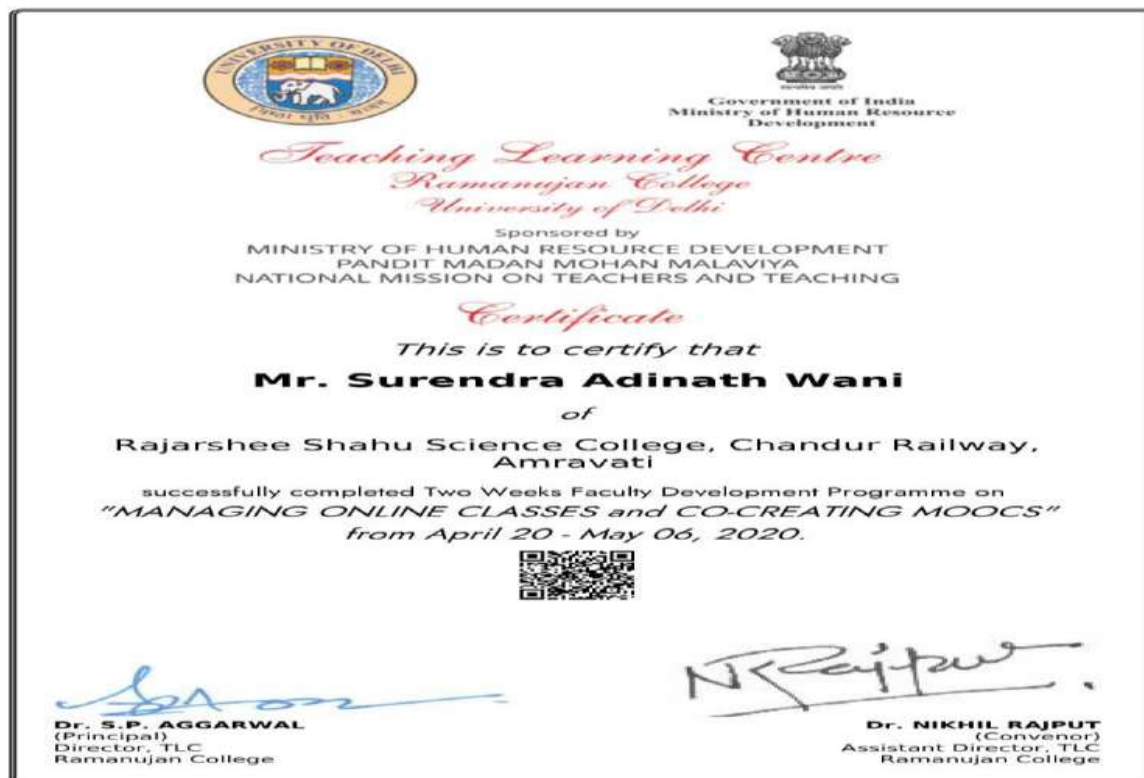 UNIVERSITY OF DELHI
Government of India
Ministry of Human Resource
Development
Teaching Learning Centre
Ramanujan College
University of Delhi
Sponsored by
MINISTRY OF HUMAN RESOURCE DEVELOPMENT
PANDIT MADAN MOHAN MALAVIYA
NATIONAL MISSION ON TEACHERS AND TEACHING
Certificate
This is to certify that
Mr. Surendra Adinath Wani
of
Rajarshee Shahu Science College, Chandur Railway,
Amravati
successfully completed Two Weeks Faculty Development Programme on
"MANAGING ONLINE CLASSES and CO-CREATING MOOCS"
from April 20 - May 06, 2020.
NKRajput
Dr. S.P. AGGARWAL
(Principal)
Director, TLC
Ramanujan College
Dr. NIKHIL RAJPUT
(Convenor)
Assistant Director, TLC
Ramanujan College